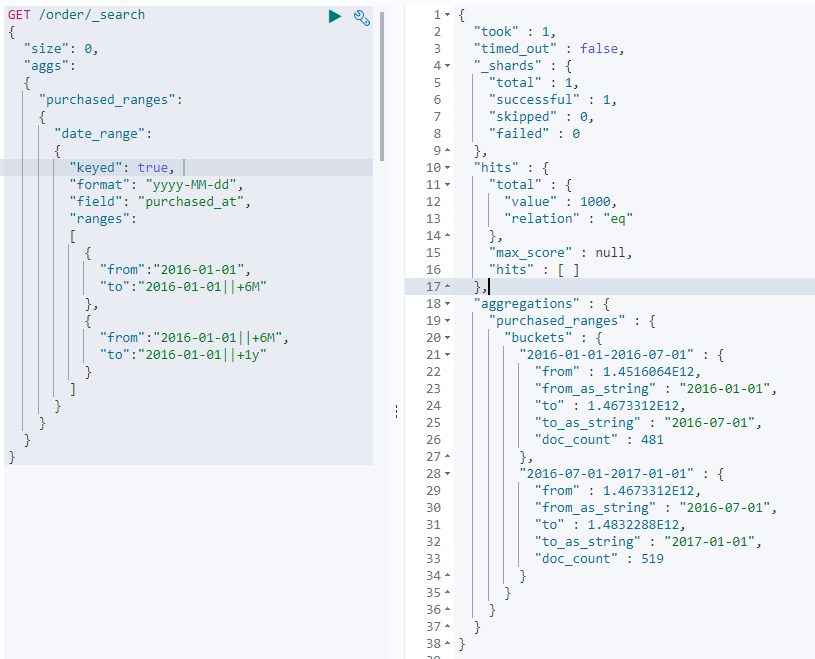 GET /order/_search
{
"size": 0,
"aggs":
{
"purchased_ranges":
{
"date_range":
{
"keyed": true,
"format": "yyyy-MM-dd",
"field": "purchased_at",
"ranges":
[
{
"from":"2016-01-01",
"to":"2016-01-01||+6M"
},
{
"from":"2016-01-01||+6M",
"to":"2016-01-01||+1y"
}
]
}
}
}
}
1 {
2 "took" : 1,
3 "timed_out" : false,
4 "_shards" : {
5 "total" : 1,
6 "successful" : 1,
7 "skipped" : 0,
8 "failed" : 0
9 },
10 "hits" : {
11 "total" : {
12 "value" : 1000,
13 "relation" : "eq"
14 },
15 "max_score" : null,
16 "hits" : [ ]
17 },
18 "aggregations" : {
19 "purchased_ranges" : {
20 "buckets" : {
21 "2016-01-01-2016-07-01" : {
22 "from" : 1.4516064E12,
23 "from_as_string" : "2016-01-01",
24 "to" : 1.4673312E12,
25 "to_as_string" : "2016-07-01",
26 "doc_count" : 481
27 },
28 "2016-07-01-2017-01-01" : {
29 "from" : 1.4673312E12,
30 "from_as_string" : "2016-07-01",
31 "to" : 1.4832288E12,
32 "to_as_string" : "2017-01-01",
33 "doc_count" : 519
34 }
35 }
36 }
37 }
38 }